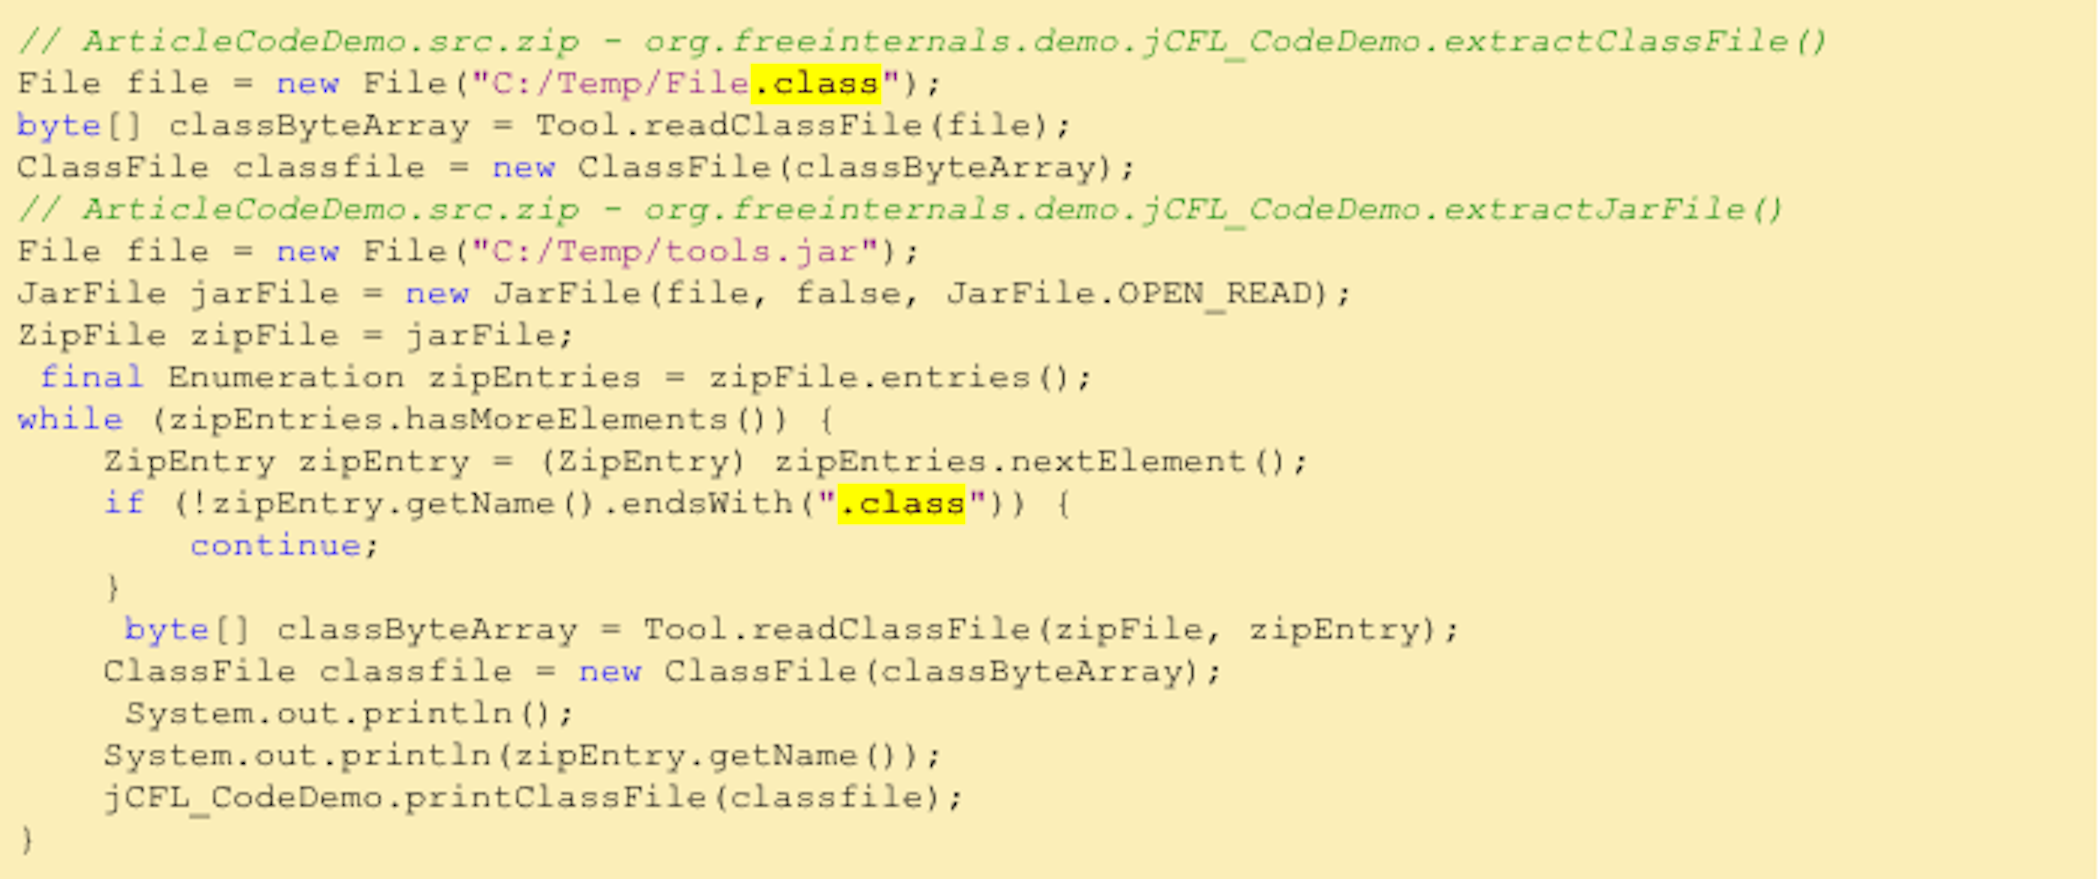 // ArticleCodeDemo.src.zip - org.freeinternals.demo.jCFL_CodeDemo.extractClassFile()
File file = new File("C:/Temp/File.class");
byte[] classByteArray = Tool.readClassFile(file);
ClassFile classfile = new ClassFile(classByteArray);
// ArticleCodeDemo.src.zip - org.freeinternals.demo.jCFL_CodeDemo.extractJarFile()
File file = new File("C:/Temp/tools.jar");
JarFile jarFile = new JarFile(file, false, JarFile.OPEN_READ);
ZipFile zipFile = jarFile;
 final Enumeration zipEntries = zipFile.entries();
while (zipEntries.hasMoreElements()) {
    ZipEntry zipEntry = (ZipEntry) zipEntries.nextElement();
    if (!zipEntry.getName().endsWith(".class")) {
        continue;
    }
     byte[] classByteArray = Tool.readClassFile(zipFile, zipEntry);
    ClassFile classfile = new ClassFile(classByteArray);
     System.out.println();
    System.out.println(zipEntry.getName());
    jCFL_CodeDemo.printClassFile(classfile);
}